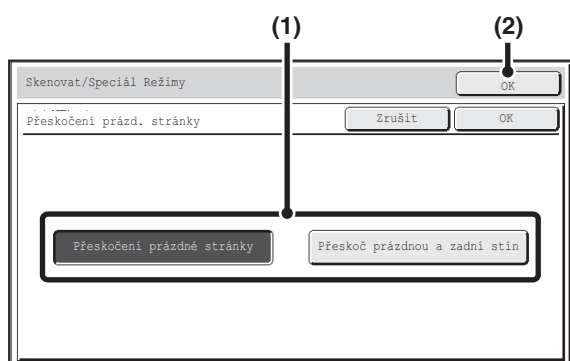 (1) (2)
Skenovat/Speciál Režimy OK
Přeskočení prázd. stránky Zrušit OK
Přeskočení prázdné stránky Přeskoč prázdnou a zadní stín